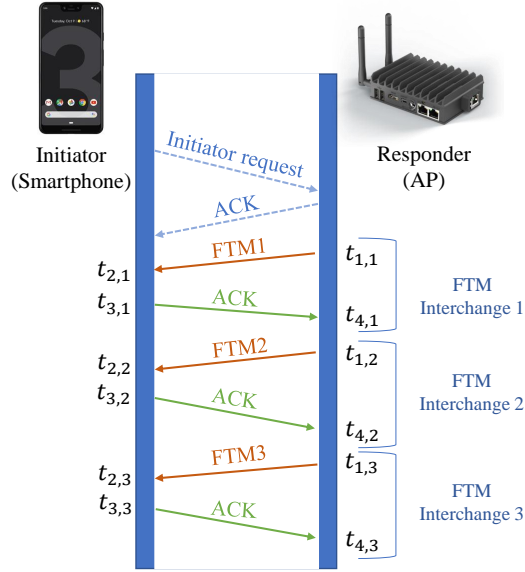 Initiator
(Smartphone)
Responder
(AP)
Initiator request
ACK
FTM1
t2,1
t1,1
ACK
t3,1
t4,1
FTM
Interchange 1
FTM2
t2,2
t1,2
ACK
t3,2
t4,2
FTM
Interchange 2
FTM3
t2,3
t1,3
ACK
t3,3
t4,3
FTM
Interchange 3